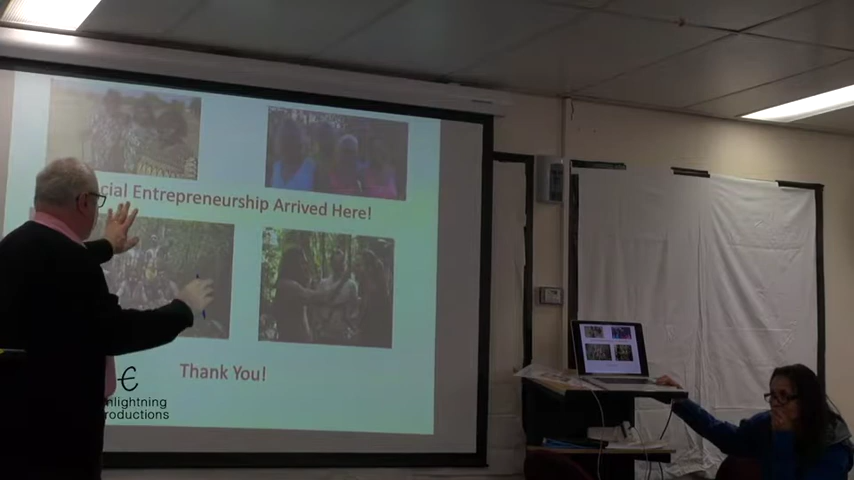 cial Entrepreneurship Arrived Here!
Thank You!
nlightning
roductions